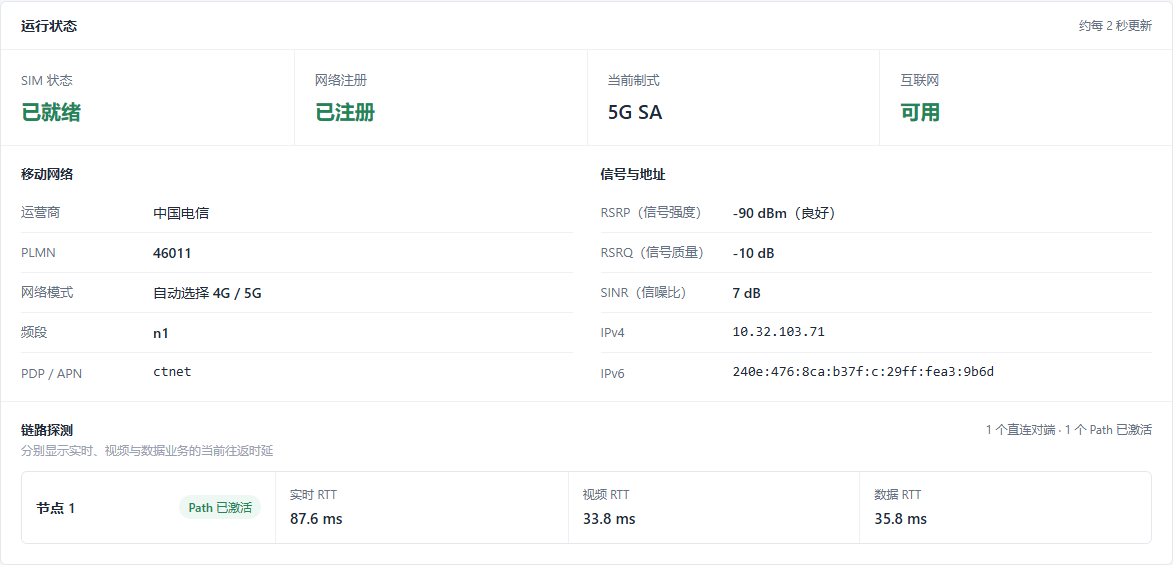 运行状态
约每 2 秒更新
SIM 状态
已就绪
网络注册
已注册
当前制式
5G SA
互联网
可用
移动网络
运营商 中国电信
PLMN 46011
网络模式 自动选择 4G / 5G
频段 n1
PDP / APN ctnet
信号与地址
RSRP（信号强度） -90 dBm（良好）
RSRQ（信号质量） -10 dB
SINR（信噪比） 7 dB
IPv4 10.32.103.71
IPv6 240e:476:8ca:b37f:c:29ff:fea3:9b6d
链路探测
分别显示实时、视频与数据业务的当前往返时延
1 个直连对端 · 1 个 Path 已激活
节点 1 Path 已激活
实时 RTT
87.6 ms
视频 RTT
33.8 ms
数据 RTT
35.8 ms